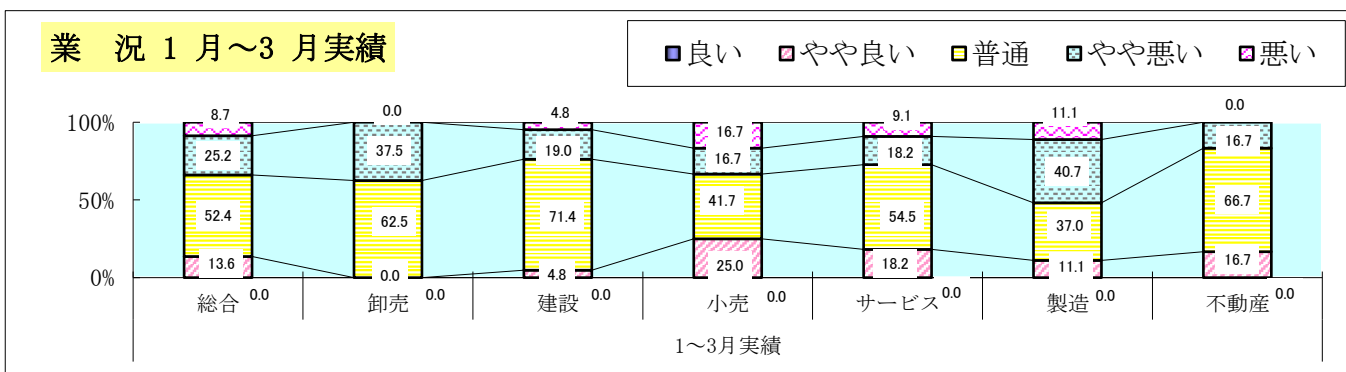 業 況 1 月～3 月実績
良い やや良い 普通 やや悪い 悪い
8.7 0.0 4.8 16.7 9.1 11.1 0.0
100%
25.2 37.5 19.0 16.7 18.2 40.7 16.7
50%
52.4 62.5 71.4 41.7 54.5 37.0 66.7
0%
13.6 0.0 4.8 25.0 18.2 11.1 16.7
総合 0.0 卸売 0.0 建設 0.0 小売 0.0 サービス 0.0 製造 0.0 不動産 0.0
1～3月実績